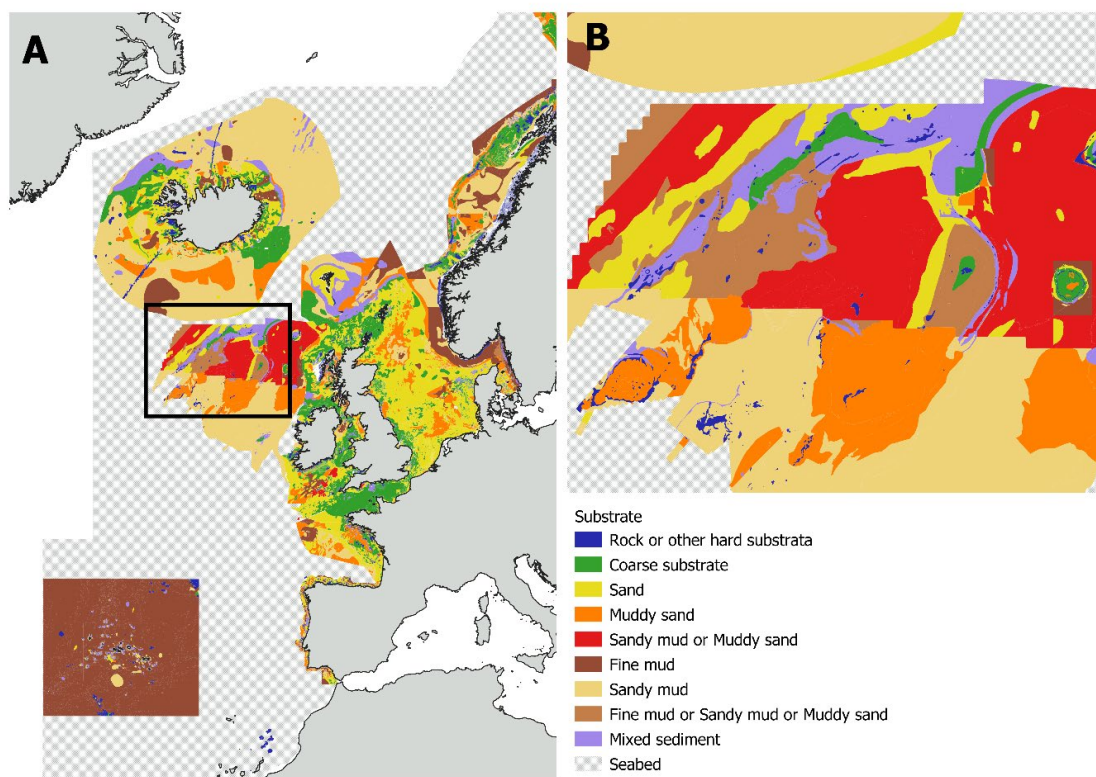 A
B
Substrate
Rock or other hard substrata
Coarse substrate
Sand
Muddy sand
Sandy mud or Muddy sand
Fine mud
Sandy mud
Fine mud or Sandy mud or Muddy sand
Mixed sediment
Seabed